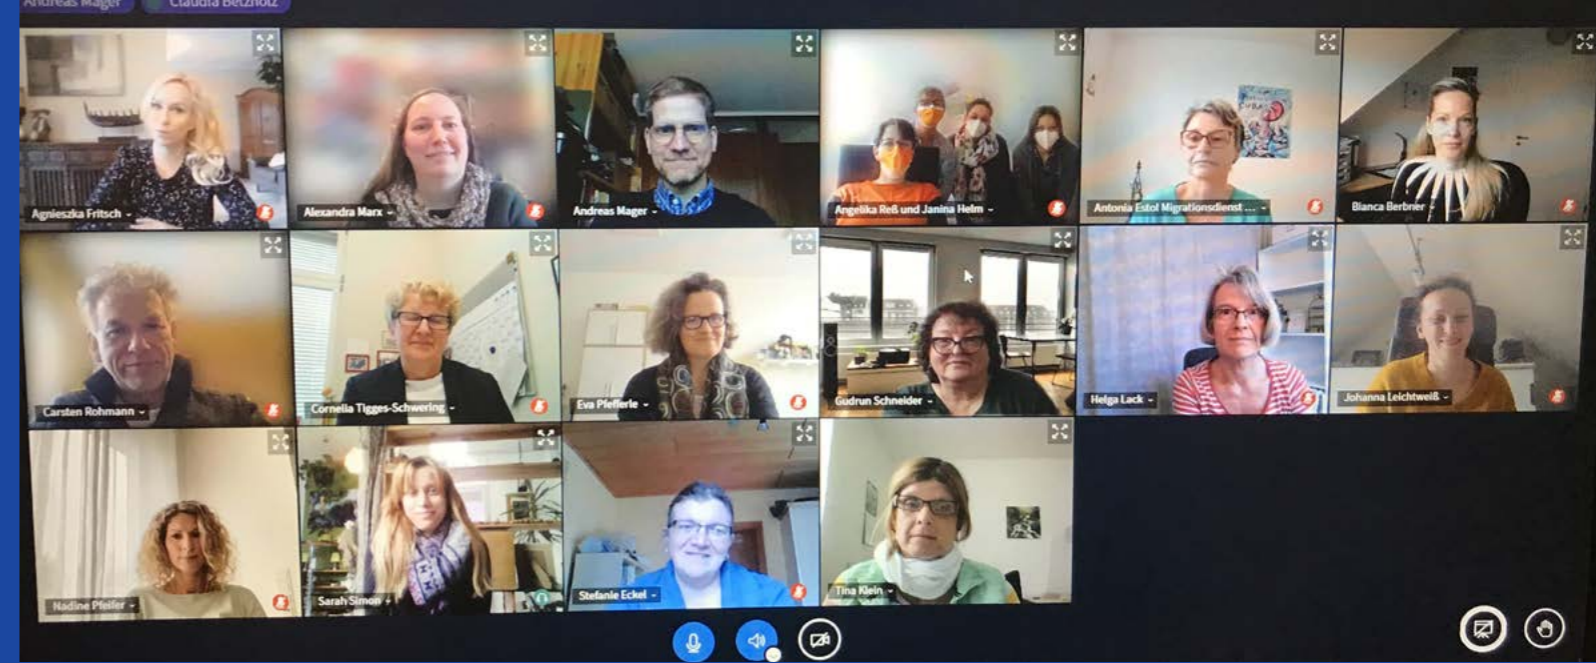 Andreas Mager
Claudia Betzholz
Agnieszka Fritsch
Alexandra Marx
Andreas Mager
Angelika Reß und Janina Helm
Antonia Estol Migrationsdienst ...
Bianca Berbner
Carsten Rohmann
Cornelia Tigges-Schwering
Eva Pfefferle
Gudrun Schneider
Helga Lack
Johanna Leichtweiß
Nadine Pfeifer
Sarah Simon
Stefanie Eckel
Tina Klein